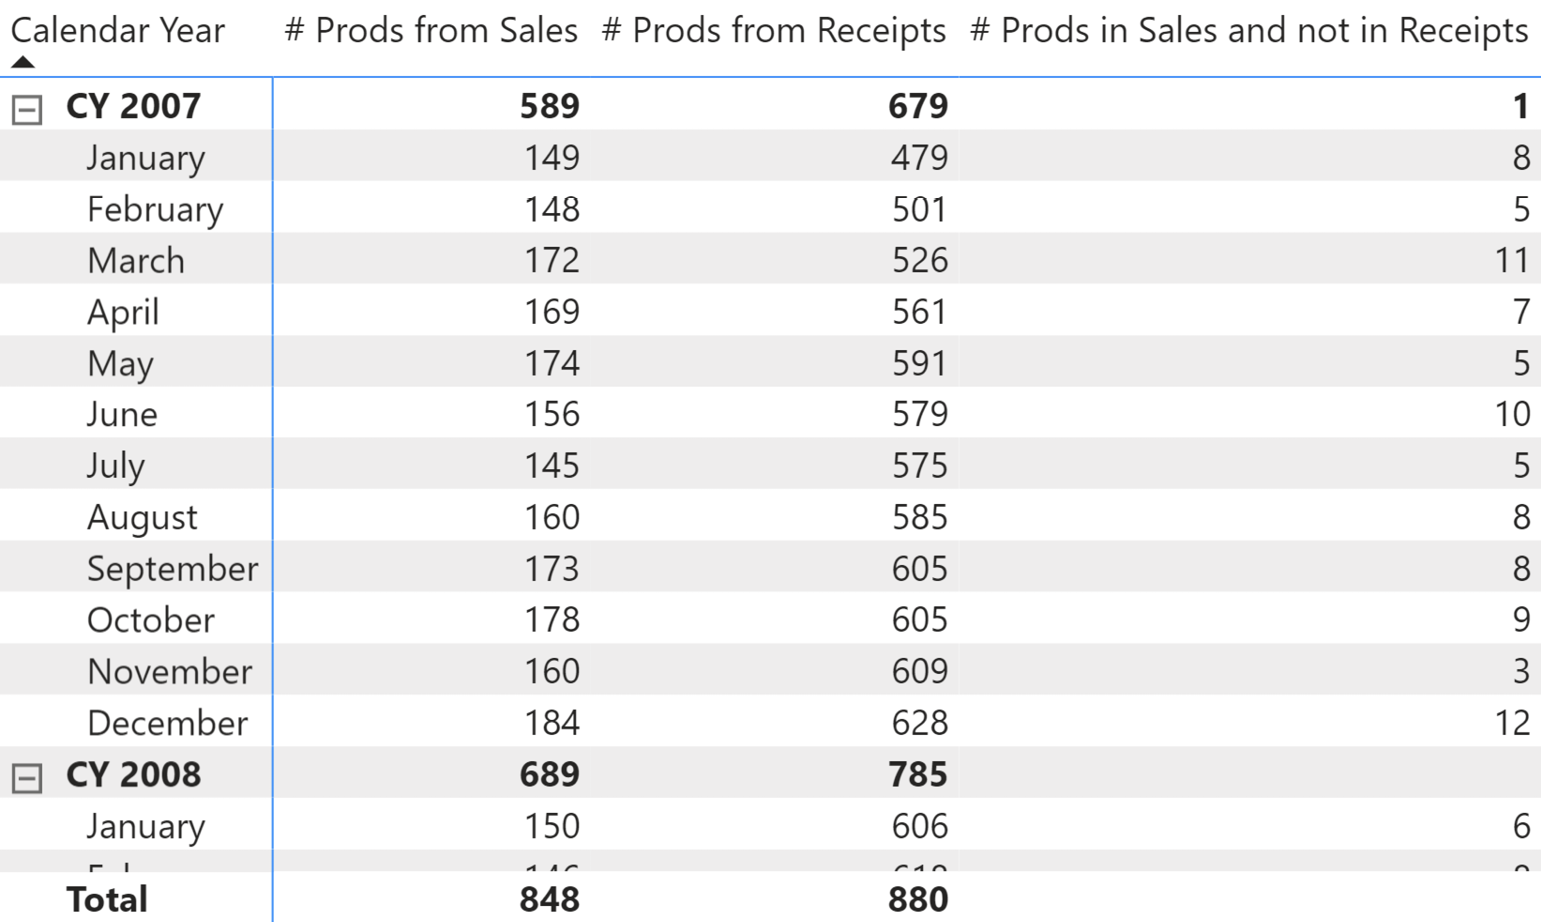 Calendar Year # Prods from Sales # Prods from Receipts # Prods in Sales and not in Receipts
CY 2007 589 679 1
January 149 479 8
February 148 501 5
March 172 526 11
April 169 561 7
May 174 591 5
June 156 579 10
July 145 575 5
August 160 585 8
September 173 605 8
October 178 605 9
November 160 609 3
December 184 628 12
CY 2008 689 785
January 150 606 6
Total 848 880